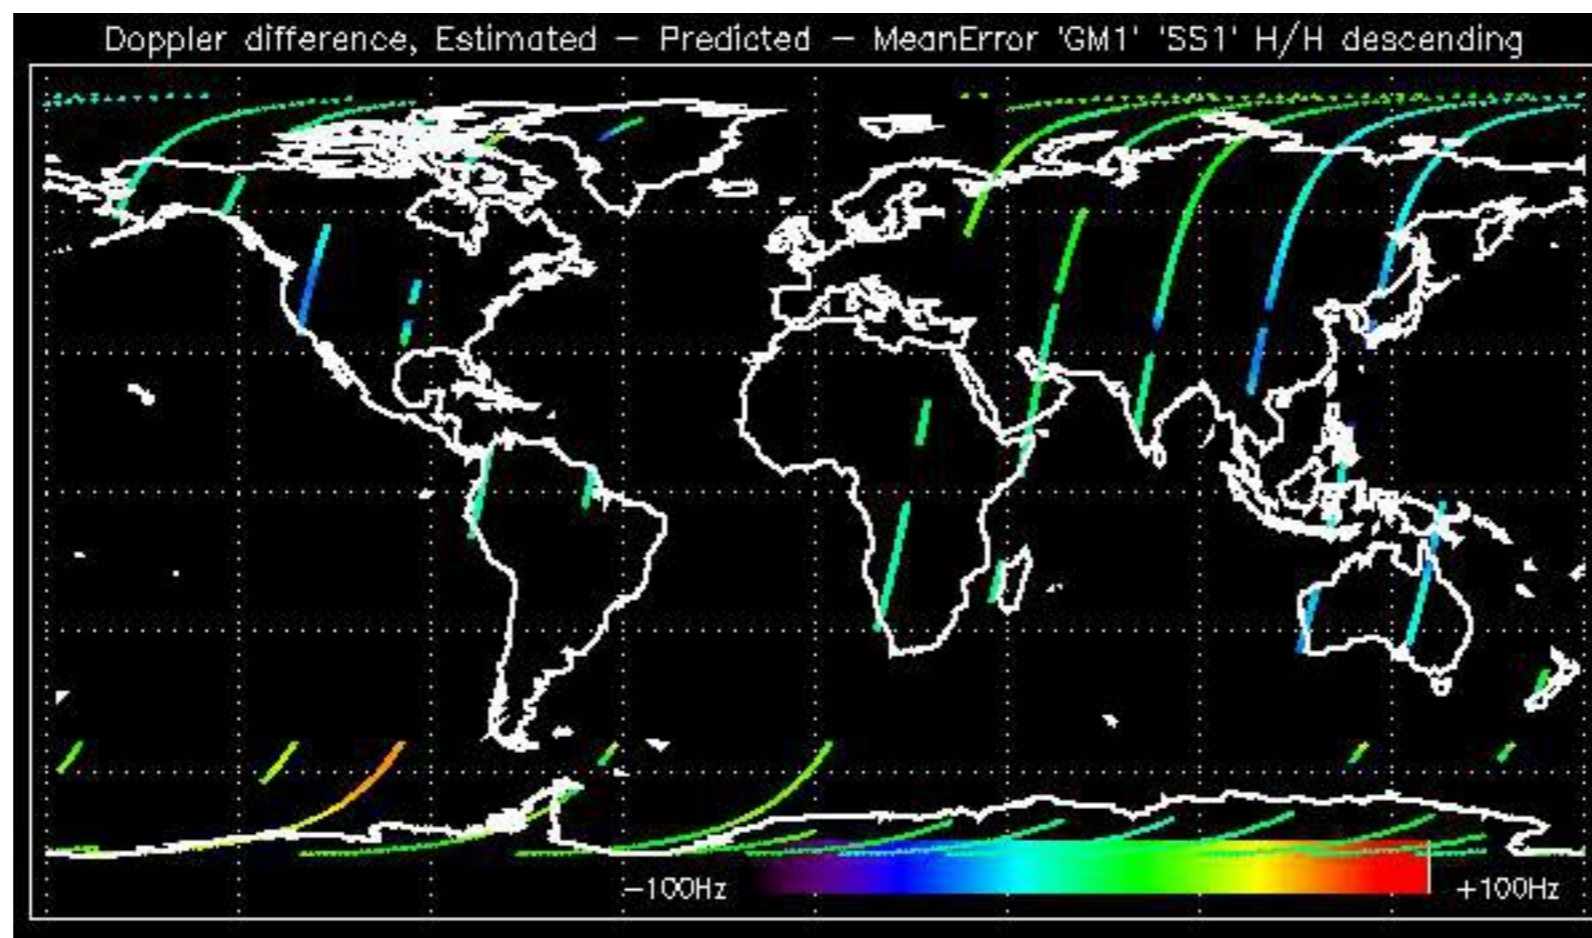 Doppler difference, Estimated - Predicted - MeanError 'GM1' 'SS1' H/H descending
-100Hz
+100Hz